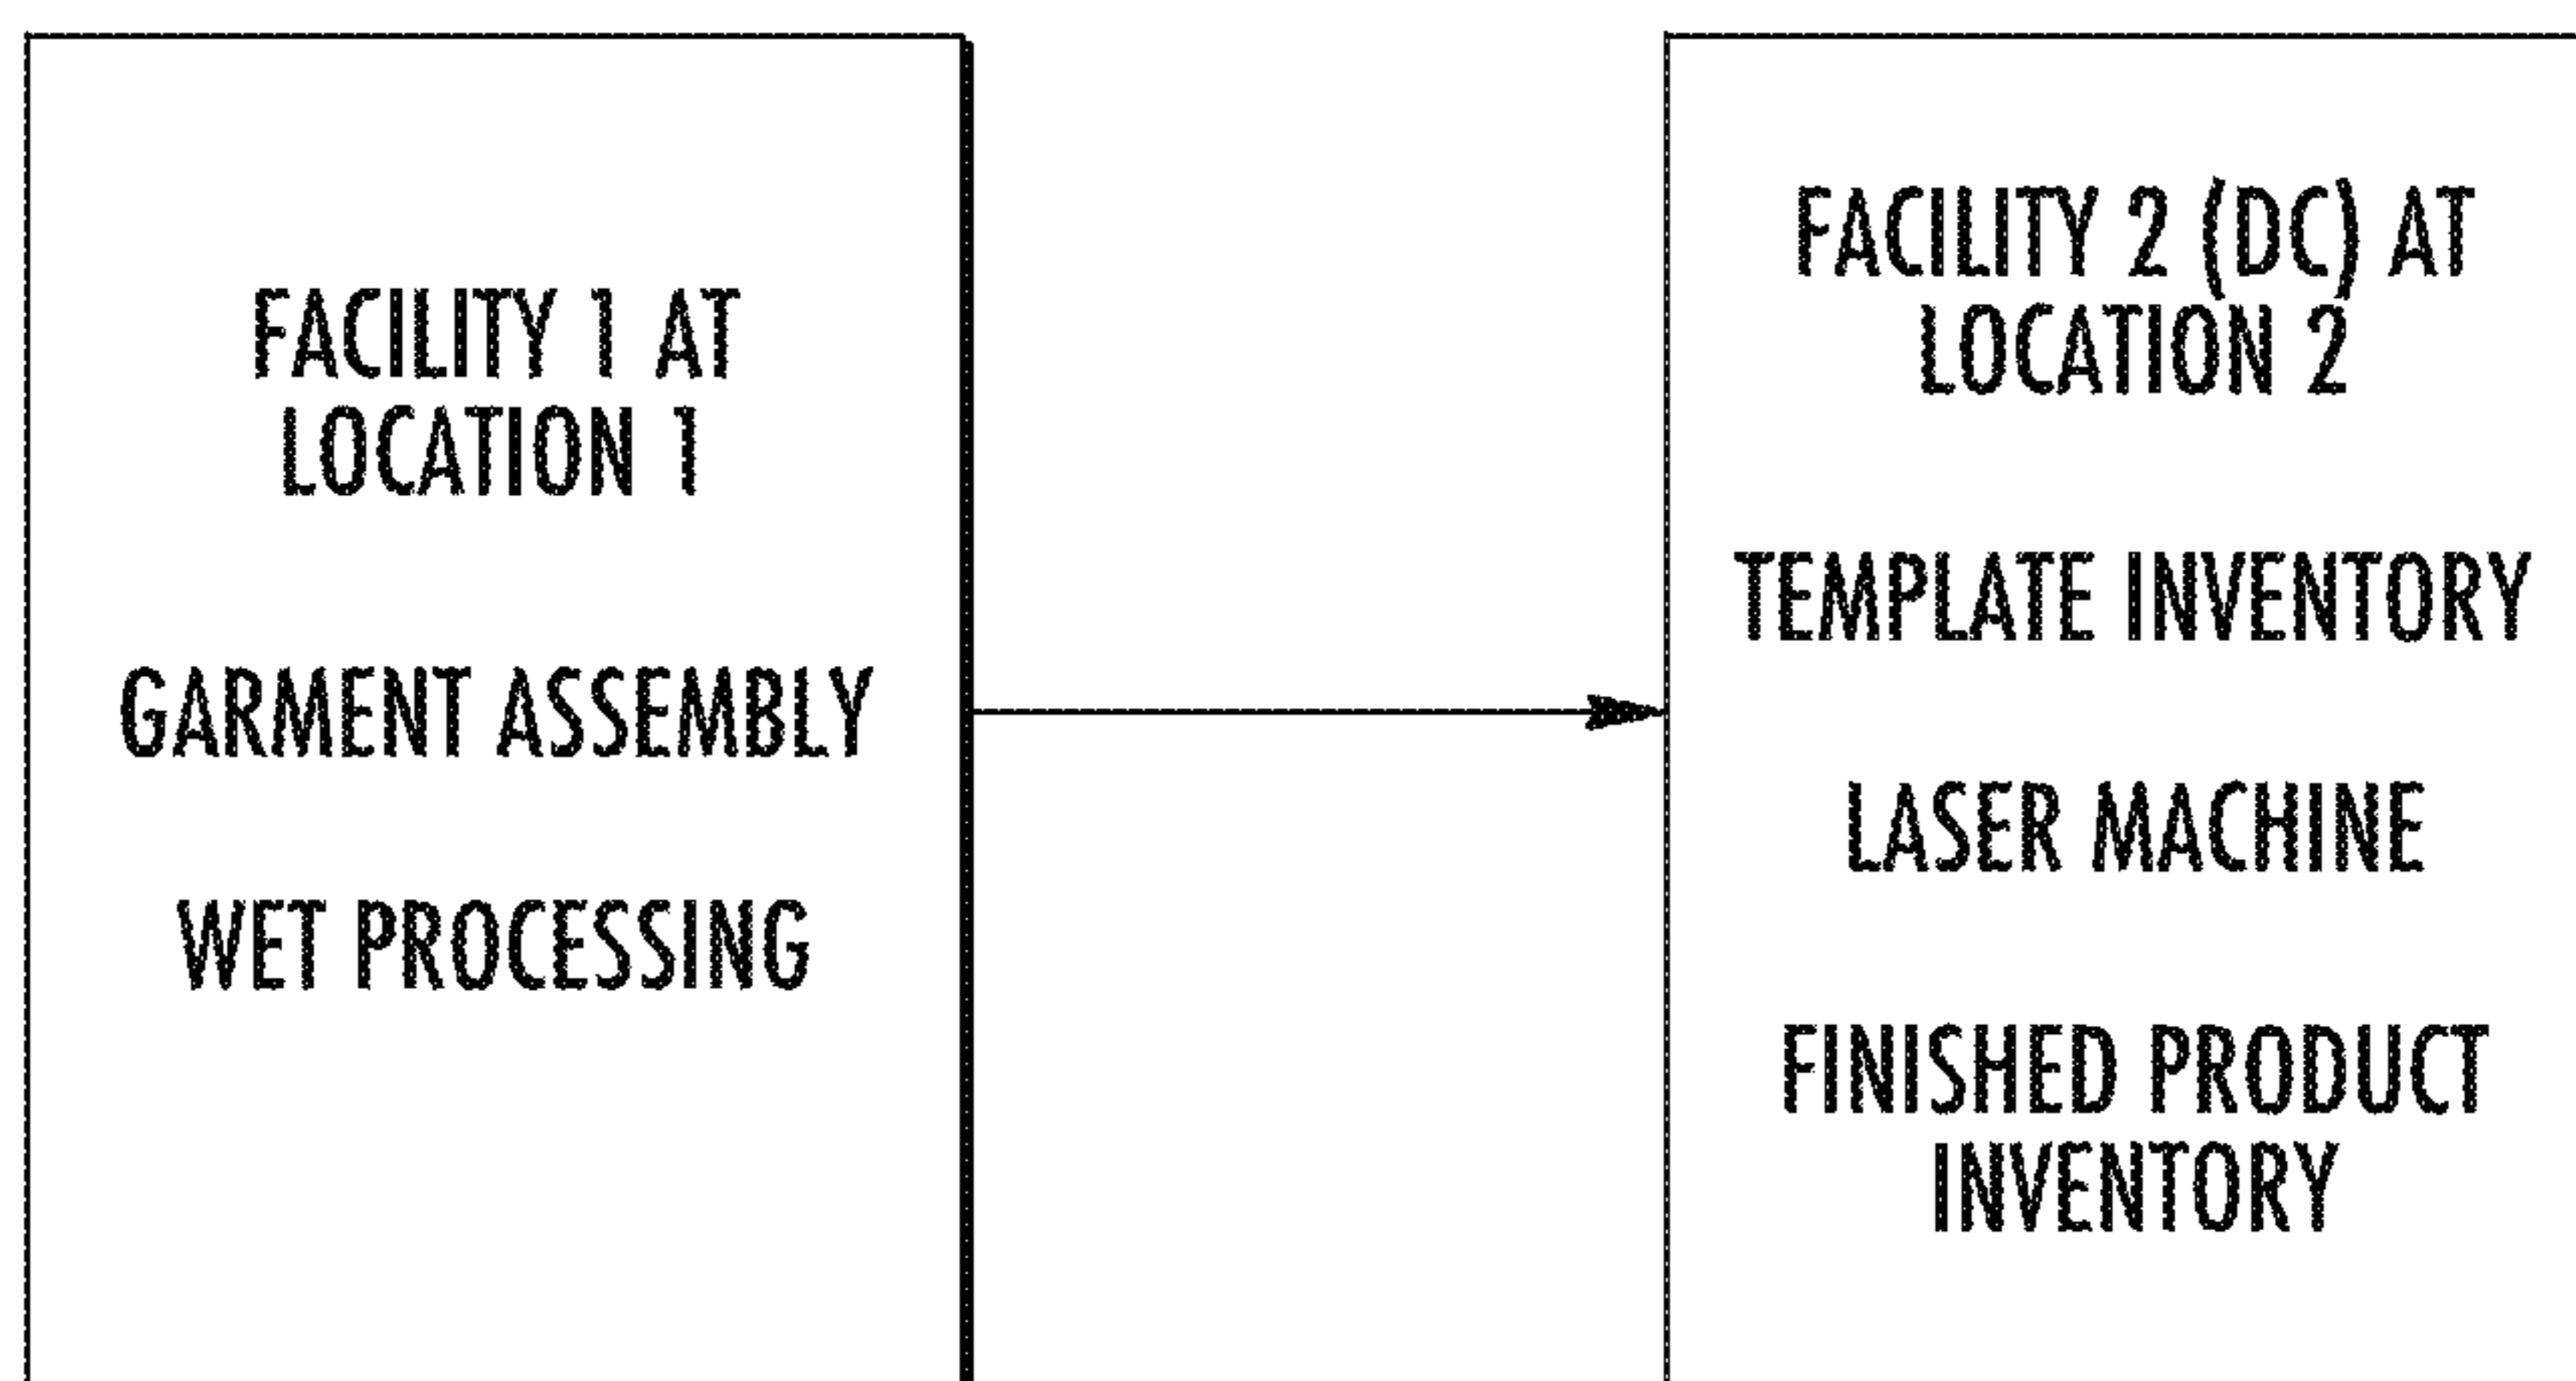 FACILITY 1 AT
LOCATION 1
GARMENT ASSEMBLY
WET PROCESSING
FACILITY 2 (DC) AT
LOCATION 2
TEMPLATE INVENTORY
LASER MACHINE
FINISHED PRODUCT
INVENTORY